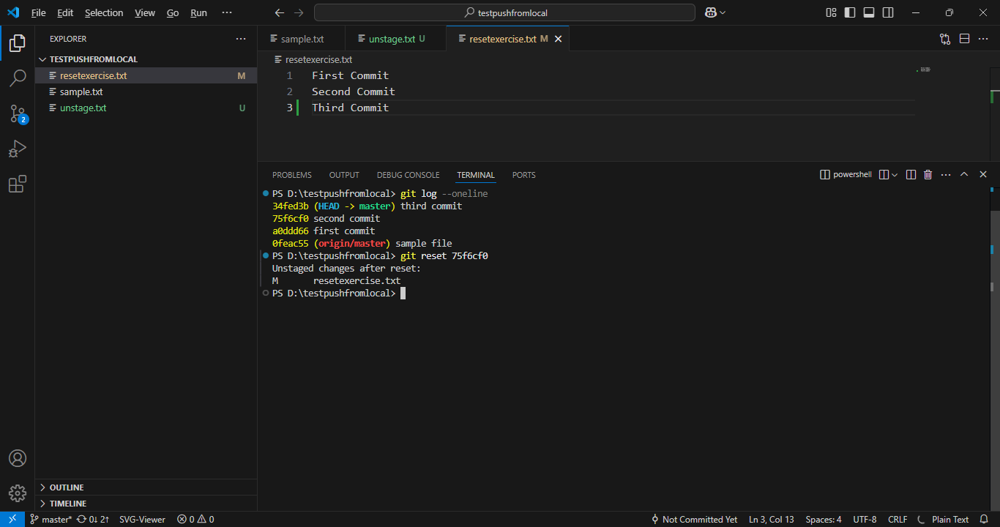 File Edit Selection View Go Run ···
testpushfromlocal
EXPLORER ···
TESTPUSHFROMLOCAL
resetexercise.txt M
sample.txt
unstage.txt U
OUTLINE
TIMELINE
sample.txt
unstage.txt U
resetexercise.txt M
resetexercise.txt
1 First Commit
2 Second Commit
3 Third Commit
PROBLEMS OUTPUT DEBUG CONSOLE TERMINAL PORTS
powershell
PS D:\testpushfromlocal> git log --oneline
34fed3b (HEAD -> master) third commit
75f6cf0 second commit
a0ddd66 first commit
0feac55 (origin/master) sample file
PS D:\testpushfromlocal> git reset 75f6cf0
Unstaged changes after reset:
M resetexercise.txt
PS D:\testpushfromlocal>
2
master* 0↓ 2↑ SVG-Viewer 0 0
Not Committed Yet Ln 3, Col 13 Spaces: 4 UTF-8 CRLF Plain Text